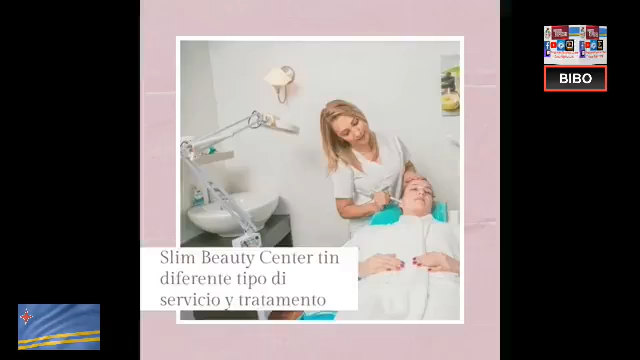 Slim Beauty Center tin
diferente tipo di
servicio y tratamento
BIBO